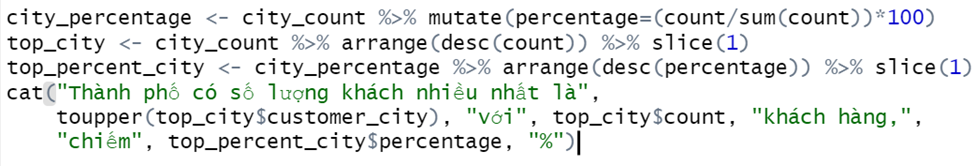 city_percentage <- city_count %>% mutate(percentage=(count/sum(count))*100)
top_city <- city_count %>% arrange(desc(count)) %>% slice(1)
top_percent_city <- city_percentage %>% arrange(desc(percentage)) %>% slice(1)
cat("Thành phố có số lượng khách nhiều nhất là",
    toupper(top_city$customer_city), "với", top_city$count, "khách hàng,",
    "chiếm", top_percent_city$percentage, "%")